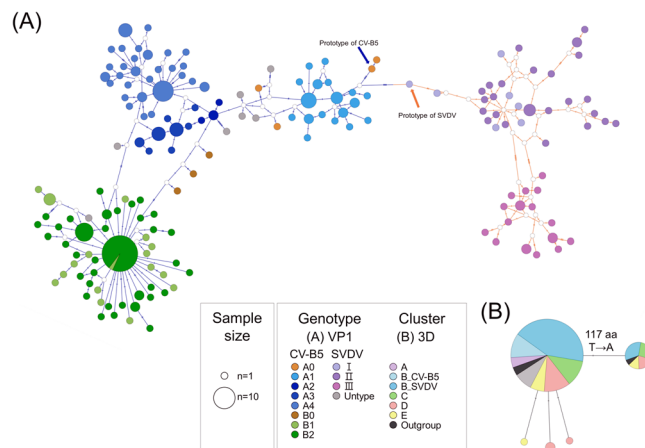 (A)
Prototype of CV-B5
Prototype of SVDV
Sample
size
n=1
n=10
Genotype
(A) VP1
CV-B5 SVDV
A0
A1
A2
A3
A4
B0
B1
B2
I
II
III
Untype
Cluster
(B) 3D
A
B_CV-B5
B_SVDV
C
D
E
Outgroup
(B)
117 aa
T→A